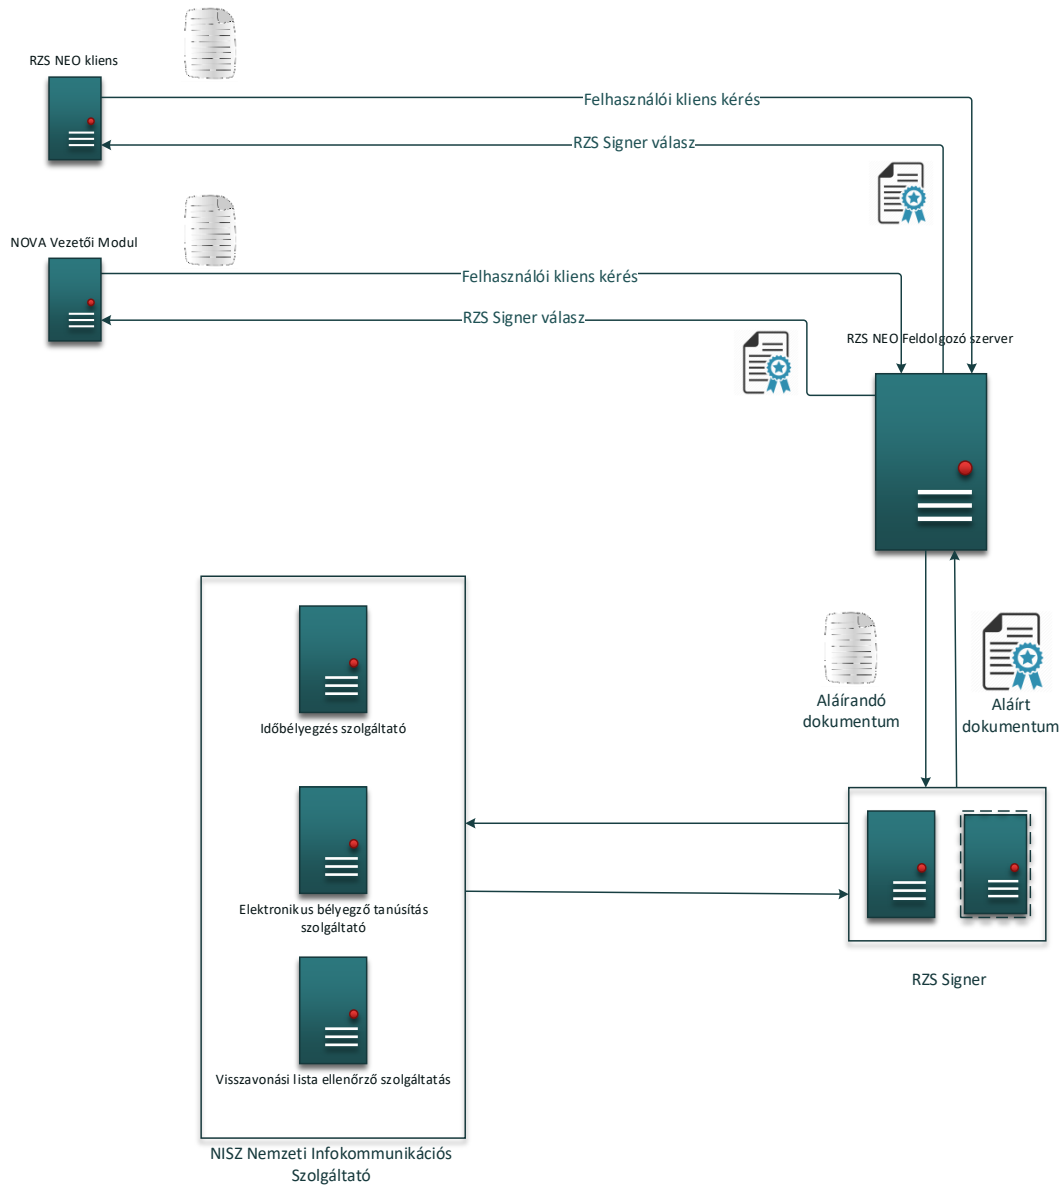 RZS NEO kliens
Felhasználói kliens kérés
RZS Signer válasz
NOVA Vezetői Modul
Felhasználói kliens kérés
RZS Signer válasz
RZS NEO Feldolgozó szerver
Aláírandó
dokumentum
Aláírt
dokumentum
Időbélyegzés szolgáltató
Elektronikus bélyegző tanúsítás
szolgáltató
RZS Signer
Visszavonási lista ellenőrző szolgáltatás
NISZ Nemzeti Infokommunikációs
Szolgáltató